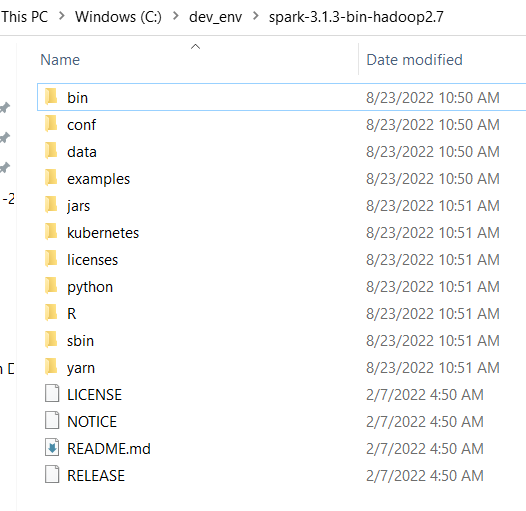 This PC > Windows (C:) > dev_env > spark-3.1.3-bin-hadoop2.7
Name Date modified
bin 8/23/2022 10:50 AM
conf 8/23/2022 10:50 AM
data 8/23/2022 10:50 AM
examples 8/23/2022 10:50 AM
jars 8/23/2022 10:51 AM
-2
kubernetes 8/23/2022 10:51 AM
licenses 8/23/2022 10:51 AM
python 8/23/2022 10:51 AM
R 8/23/2022 10:51 AM
sbin 8/23/2022 10:51 AM
D
yarn 8/23/2022 10:51 AM
LICENSE 2/7/2022 4:50 AM
NOTICE 2/7/2022 4:50 AM
README.md 2/7/2022 4:50 AM
RELEASE 2/7/2022 4:50 AM